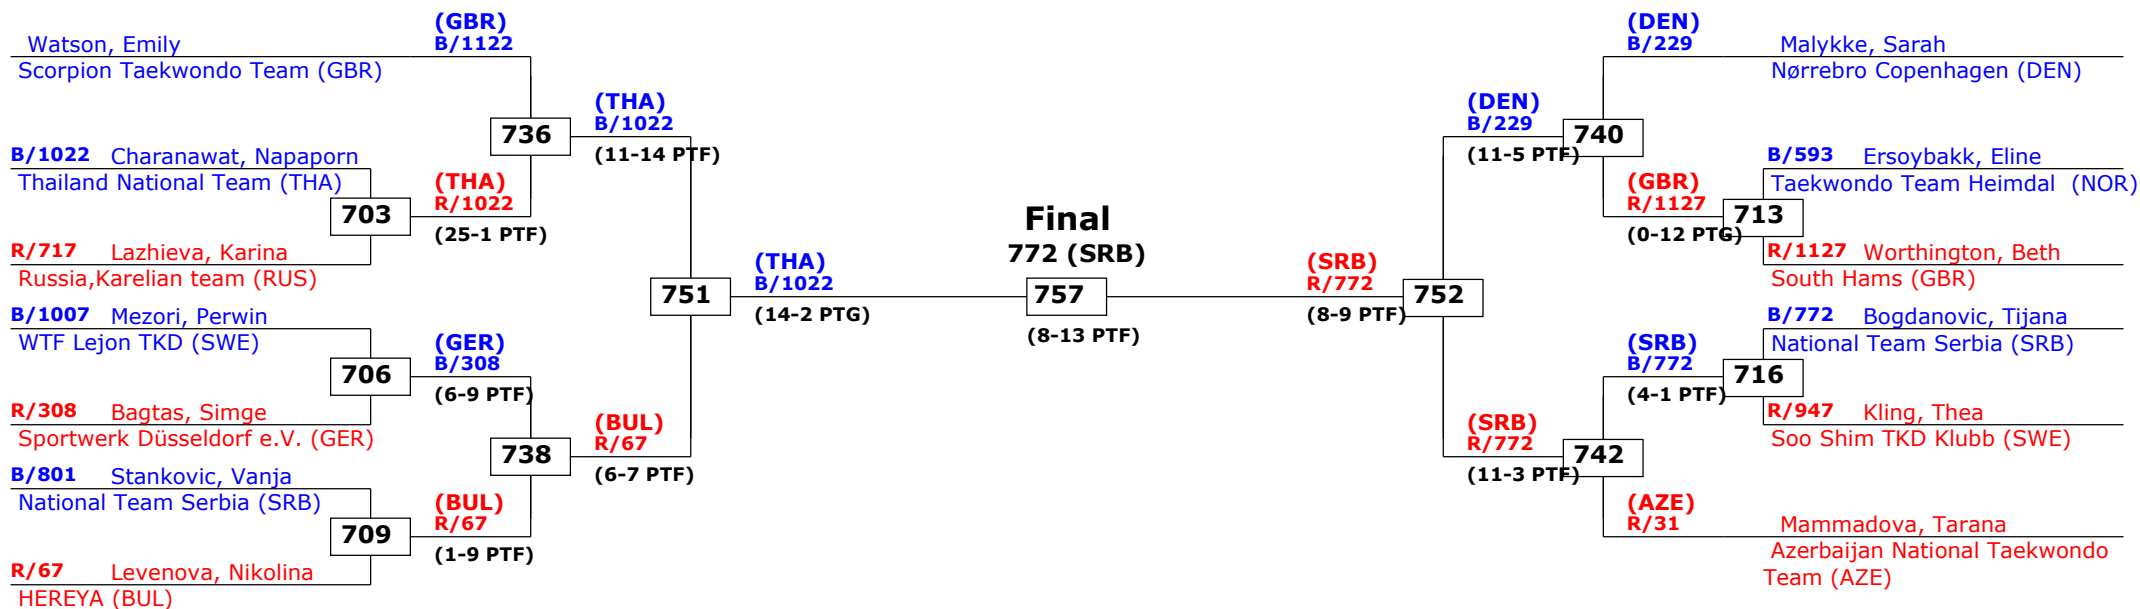 (GBR)
B/1122
Watson, Emily
Scorpion Taekwondo Team (GBR)
736
(THA)
B/1022
(11-14 PTF)
B/1022 Charanawat, Napaporn
Thailand National Team (THA)
703
(THA)
R/1022
(25-1 PTF)
R/717 Lazhieva, Karina
Russia,Karelian team (RUS)
751
(THA)
B/1022
(14-2 PTG)
B/1007 Mezori, Perwin
WTF Lejon TKD (SWE)
706
(GER)
B/308
(6-9 PTF)
R/308 Bagtas, Simge
Sportwerk Düsseldorf e.V. (GER)
738
(BUL)
R/67
(6-7 PTF)
B/801 Stankovic, Vanja
National Team Serbia (SRB)
709
(BUL)
R/67
(1-9 PTF)
R/67 Levenova, Nikolina
HEREYA (BUL)
Final
772 (SRB)
757
(8-13 PTF)
(SRB)
R/772
(8-9 PTF)
752
(DEN)
B/229
(11-5 PTF)
740
(DEN)
B/229
Malykke, Sarah
Nørrebro Copenhagen (DEN)
(GBR)
R/1127
(0-12 PTG)
713
B/593 Ersoybakk, Eline
Taekwondo Team Heimdal (NOR)
R/1127 Worthington, Beth
South Hams (GBR)
(SRB)
R/772
(11-3 PTF)
742
(SRB)
B/772
(4-1 PTF)
716
B/772 Bogdanovic, Tijana
National Team Serbia (SRB)
R/947 Kling, Thea
Soo Shim TKD Klubb (SWE)
(AZE)
R/31
Mammadova, Tarana
Azerbaijan National Taekwondo
Team (AZE)